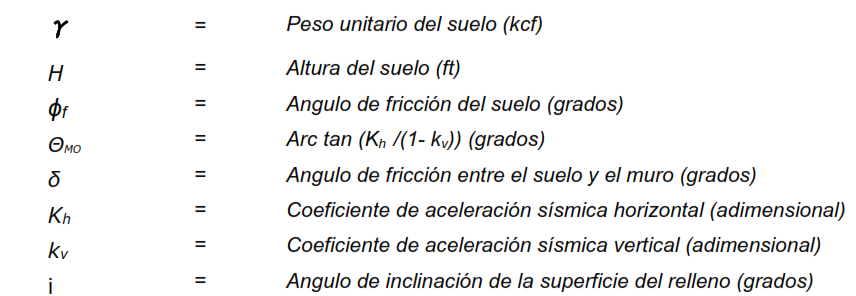 γ = Peso unitario del suelo (kcf)
H = Altura del suelo (ft)
ϕf = Angulo de fricción del suelo (grados)
ΘMO = Arc tan (Kh /(1- kv)) (grados)
δ = Angulo de fricción entre el suelo y el muro (grados)
Kh = Coeficiente de aceleración sísmica horizontal (adimensional)
kv = Coeficiente de aceleración sísmica vertical (adimensional)
i = Angulo de inclinación de la superficie del relleno (grados)